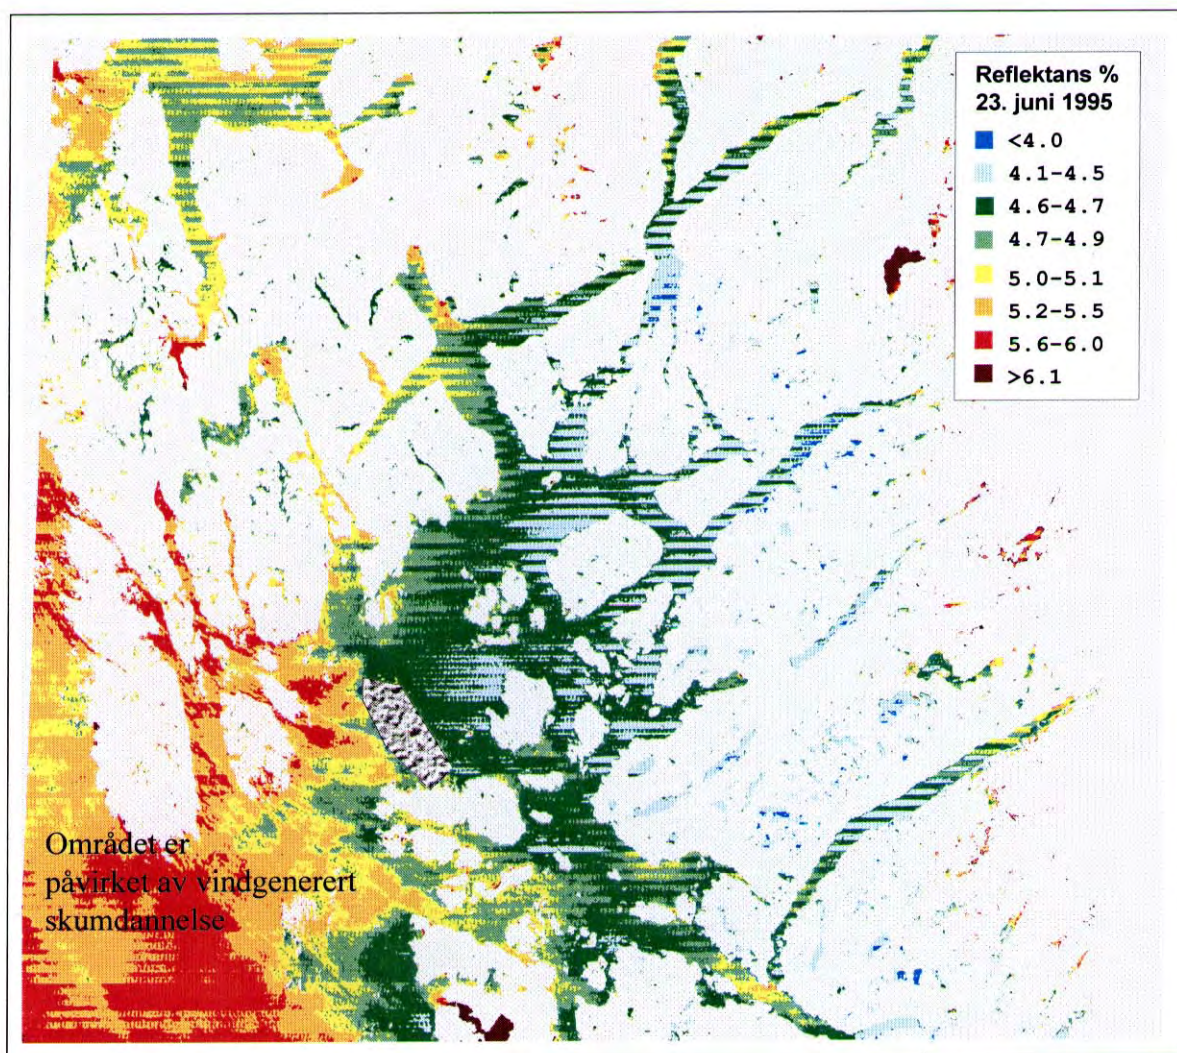 Reflektans %
23. juni 1995
<4.0
4.1-4.5
4.6-4.7
4.7-4.9
5.0-5.1
5.2-5.5
5.6-6.0
>6.1
Området er
påvirket av vindgenerert
skumdannelse